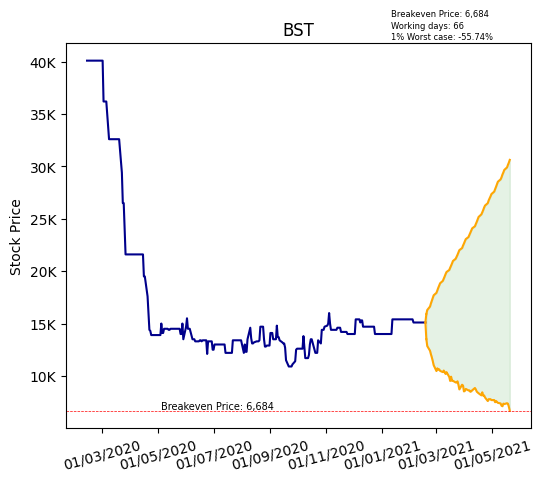 Breakeven Price: 6,684
Working days: 66
1% Worst case: -55.74%
BST
Stock Price
40K
35K
30K
25K
20K
15K
10K
Breakeven Price: 6,684
01/03/2020
01/05/2020
01/07/2020
01/09/2020
01/11/2020
01/01/2021
01/03/2021
01/05/2021